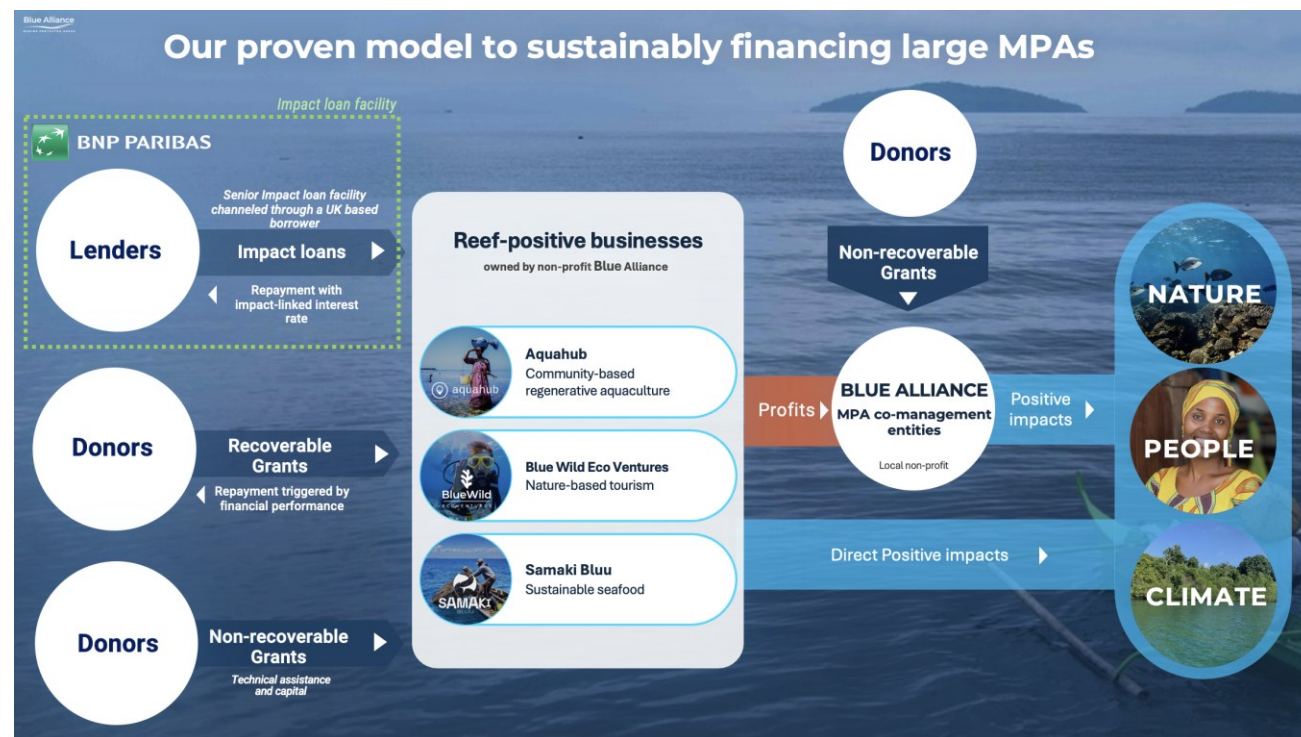 Blue Alliance
Our proven model to sustainably financing large MPAs
Impact loan facility
BNP PARIBAS
Lenders
Senior Impact loan facility
channeled through a UK based
borrower
Impact loans
Repayment with
impact-linked interest
rate
Donors
Recoverable
Grants
Repayment triggered by
financial performance
Donors
Non-recoverable
Grants
Technical assistance
and capital
Reef-positive businesses
owned by non-profit Blue Alliance
aquahub
Aquahub
Community-based
regenerative aquaculture
BlueWild
Blue Wild Eco Ventures
Nature-based tourism
SAMAKI
Samaki Bluu
Sustainable seafood
Donors
Non-recoverable
Grants
Profits
BLUE ALLIANCE
MPA co-management
entities
Local non-profit
Positive
impacts
Direct Positive impacts
NATURE
PEOPLE
CLIMATE